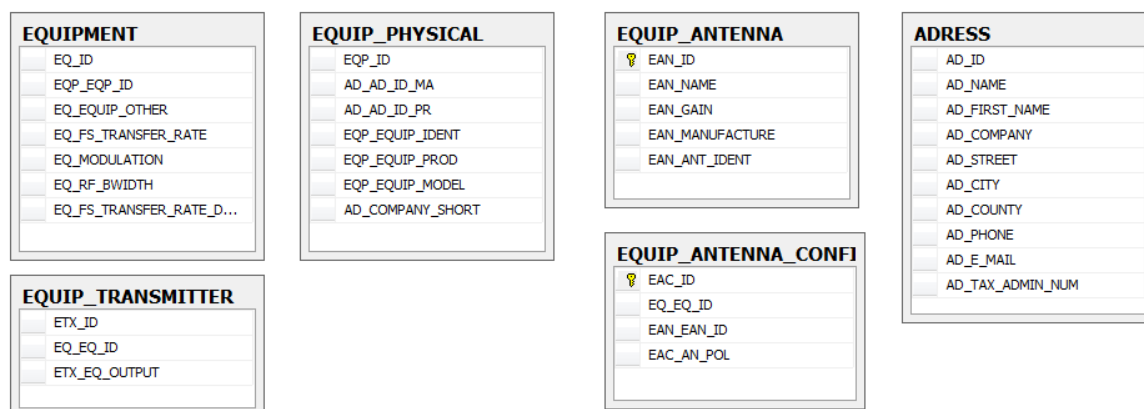 EQUIPMENT
EQ_ID
EQP_EQP_ID
EQ_EQUIP_OTHER
EQ_FS_TRANSFER_RATE
EQ_MODULATION
EQ_RF_BWIDTH
EQ_FS_TRANSFER_RATE_D...
EQUIP_TRANSMITTER
ETX_ID
EQ_EQ_ID
ETX_EQ_OUTPUT
EQUIP_PHYSICAL
EQP_ID
AD_AD_ID_MA
AD_AD_ID_PR
EQP_EQUIP_IDENT
EQP_EQUIP_PROD
EQP_EQUIP_MODEL
AD_COMPANY_SHORT
EQUIP_ANTENNA
EAN_ID
EAN_NAME
EAN_GAIN
EAN_MANUFACTURE
EAN_ANT_IDENT
EQUIP_ANTENNA_CONFI
EAC_ID
EQ_EQ_ID
EAN_EAN_ID
EAC_AN_POL
ADRESS
AD_ID
AD_NAME
AD_FIRST_NAME
AD_COMPANY
AD_STREET
AD_CITY
AD_COUNTY
AD_PHONE
AD_E_MAIL
AD_TAX_ADMIN_NUM